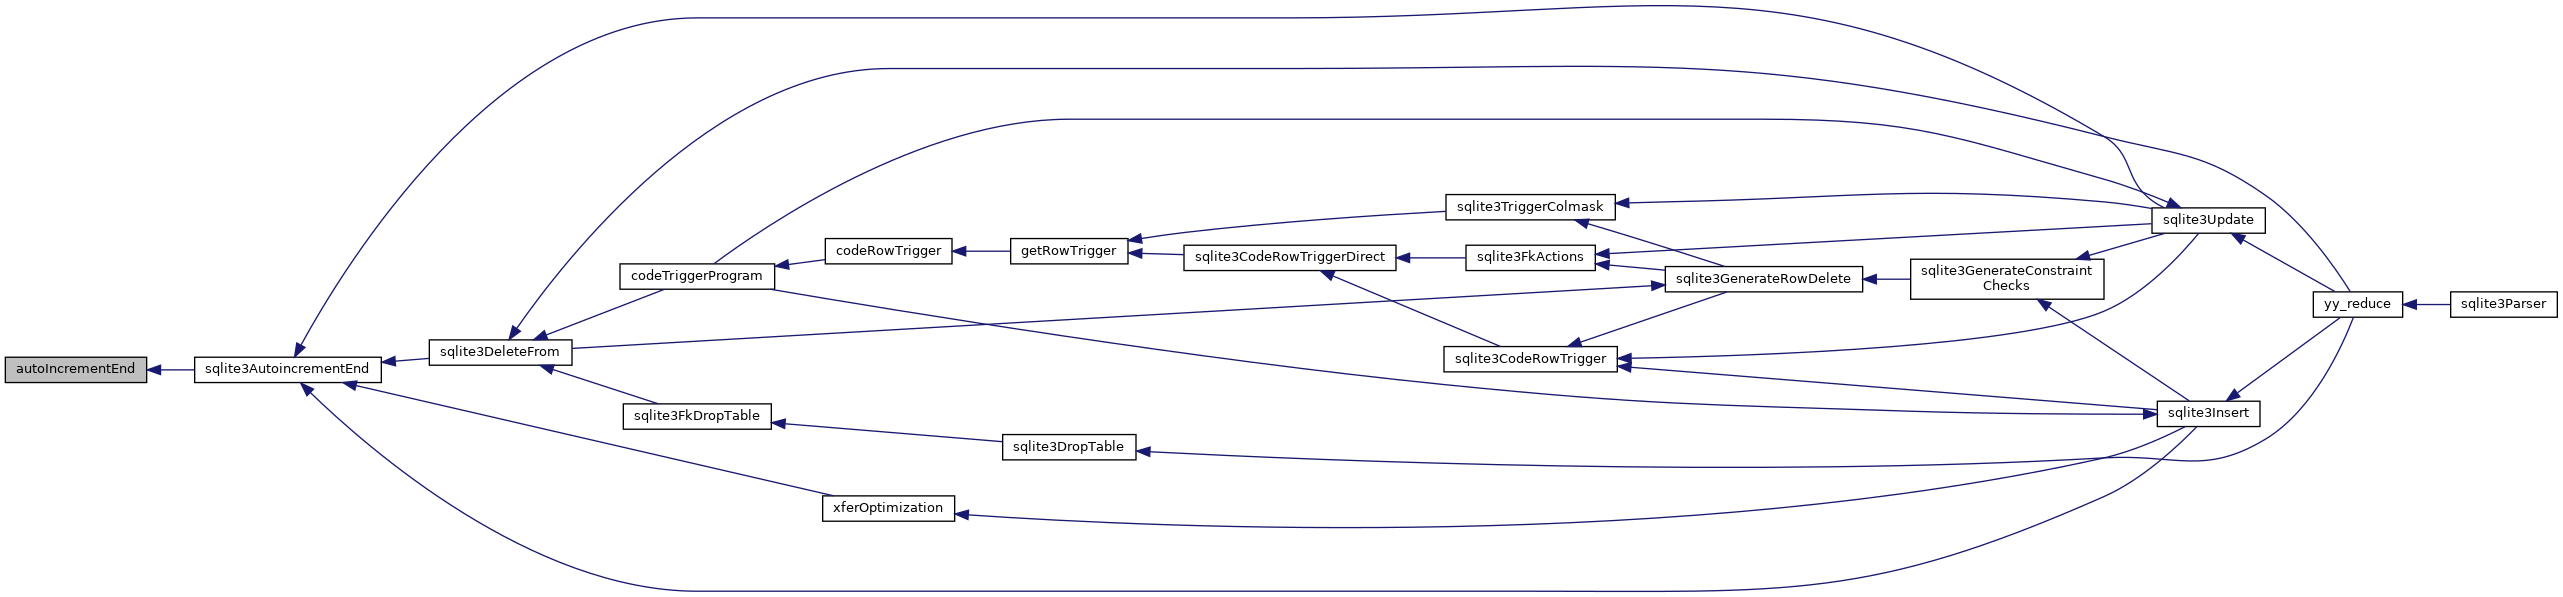 autoIncrementEnd
sqlite3AutoincrementEnd
sqlite3DeleteFrom
codeTriggerProgram
sqlite3FkDropTable
codeRowTrigger
xferOptimization
getRowTrigger
sqlite3DropTable
sqlite3CodeRowTriggerDirect
sqlite3TriggerColmask
sqlite3FkActions
sqlite3CodeRowTrigger
sqlite3GenerateRowDelete
sqlite3GenerateConstraint
Checks
sqlite3Update
sqlite3Insert
yy_reduce
sqlite3Parser